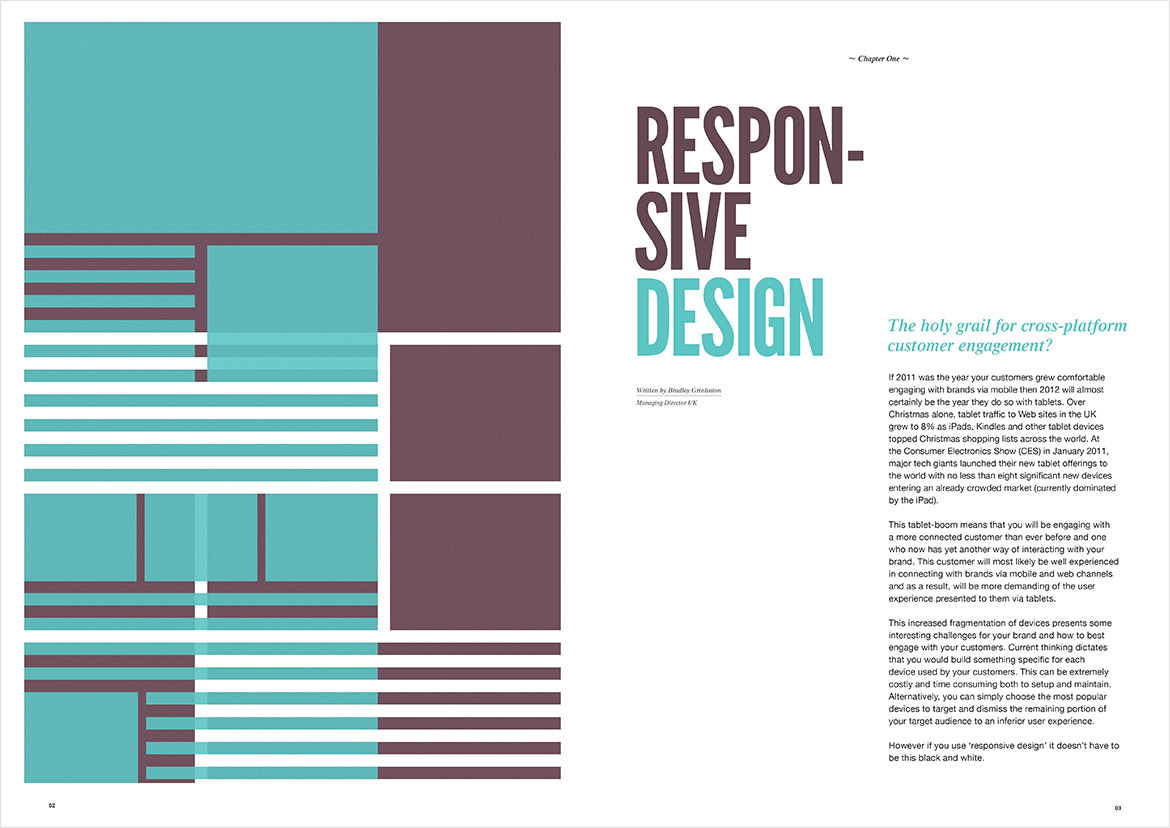 ~ Chapter One ~
RESPON-
SIVE
DESIGN
The holy grail for cross-platform
customer engagement?
Written by Bradley Grinlinton
Managing Director UK
If 2011 was the year your customers grew comfortable
engaging with brands via mobile then 2012 will almost
certainly be the year they do so with tablets. Over
Christmas alone, tablet traffic to Web sites in the UK
grew to 8% as iPads, Kindles and other tablet devices
topped Christmas shopping lists across the world. At
the Consumer Electronics Show (CES) in January 2011,
major tech giants launched their new tablet offerings to
the world with no less than eight significant new devices
entering an already crowded market (currently dominated
by the iPad).
This tablet-boom means that you will be engaging with
a more connected customer than ever before and one
who now has yet another way of interacting with your
brand. This customer will most likely be well experienced
in connecting with brands via mobile and web channels
and as a result, will be more demanding of the user
experience presented to them via tablets.
This increased fragmentation of devices presents some
interesting challenges for your brand and how to best
engage with your customers. Current thinking dictates
that you would build something specific for each
device used by your customers. This can be extremely
costly and time consuming both to setup and maintain.
Alternatively, you can simply choose the most popular
devices to target and dismiss the remaining portion of
your target audience to an inferior user experience.
However if you use ‘responsive design’ it doesn’t have to
be this black and white.
02
03